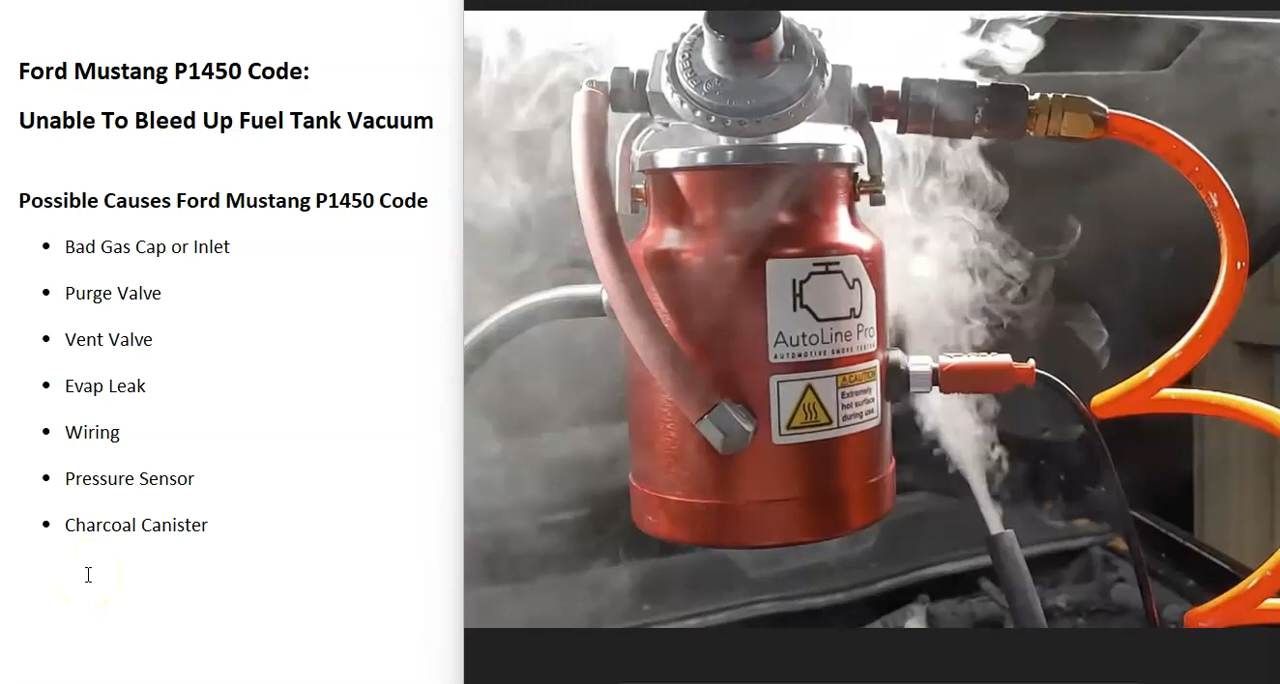 Ford Mustang P1450 Code:
Unable To Bleed Up Fuel Tank Vacuum
Possible Causes Ford Mustang P1450 Code
Bad Gas Cap or Inlet
Purge Valve
Vent Valve
Evap Leak
Wiring
Pressure Sensor
Charcoal Canister
AutoLine Pro
AUTOMOTIVE SMOKE TESTER
CAUTION
Extremely
hot surface
during use